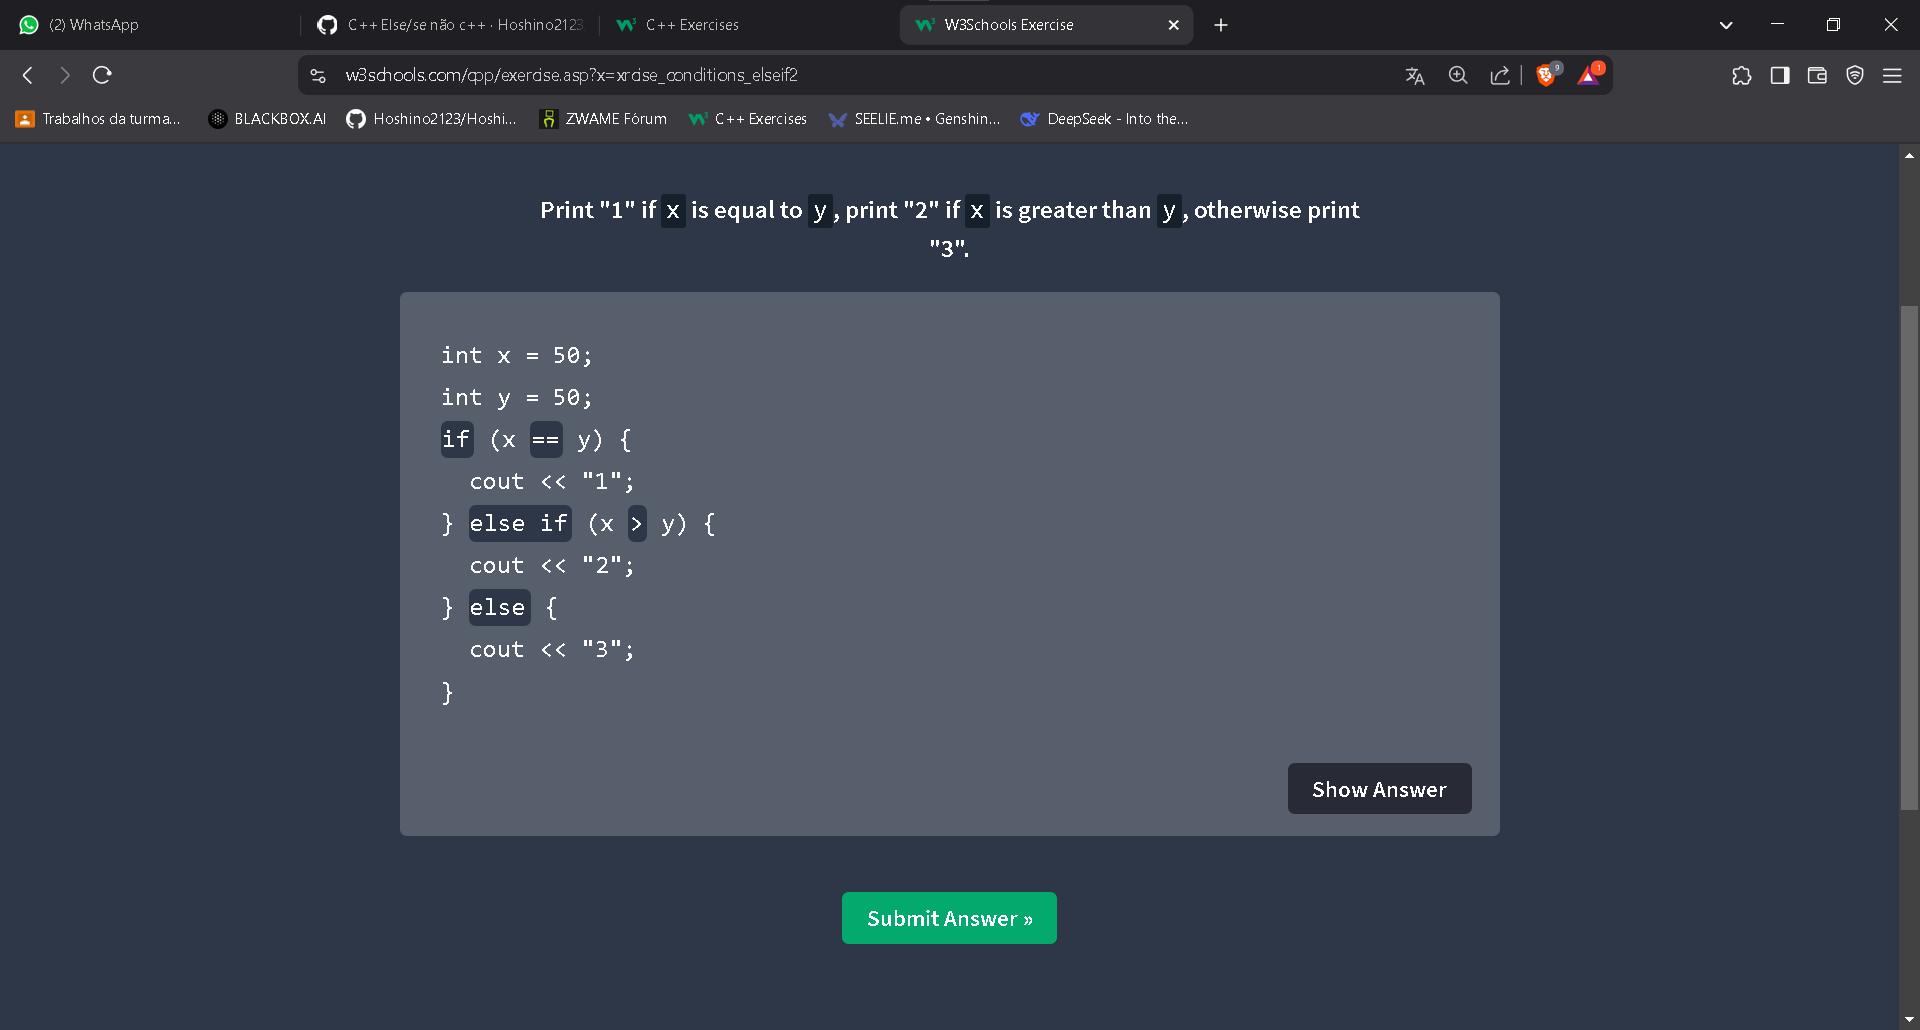 (2) WhatsApp
C++ Else/se não c++ · Hoshino2123
C++ Exercises
W3Schools Exercise
w3schools.com/cpp/exercise.asp?x=xrcise_conditions_elseif2
9
1
Trabalhos da turma...
BLACKBOX.AI
Hoshino2123/Hoshi...
ZWAME Fórum
C++ Exercises
SEELIE.me • Genshin...
DeepSeek - Into the...
Print "1" if x is equal to y, print "2" if x is greater than y, otherwise print
"3".
int x = 50;
int y = 50;
if (x == y) {
  cout << "1";
} else if (x > y) {
  cout << "2";
} else {
  cout << "3";
}
Show Answer
Submit Answer »